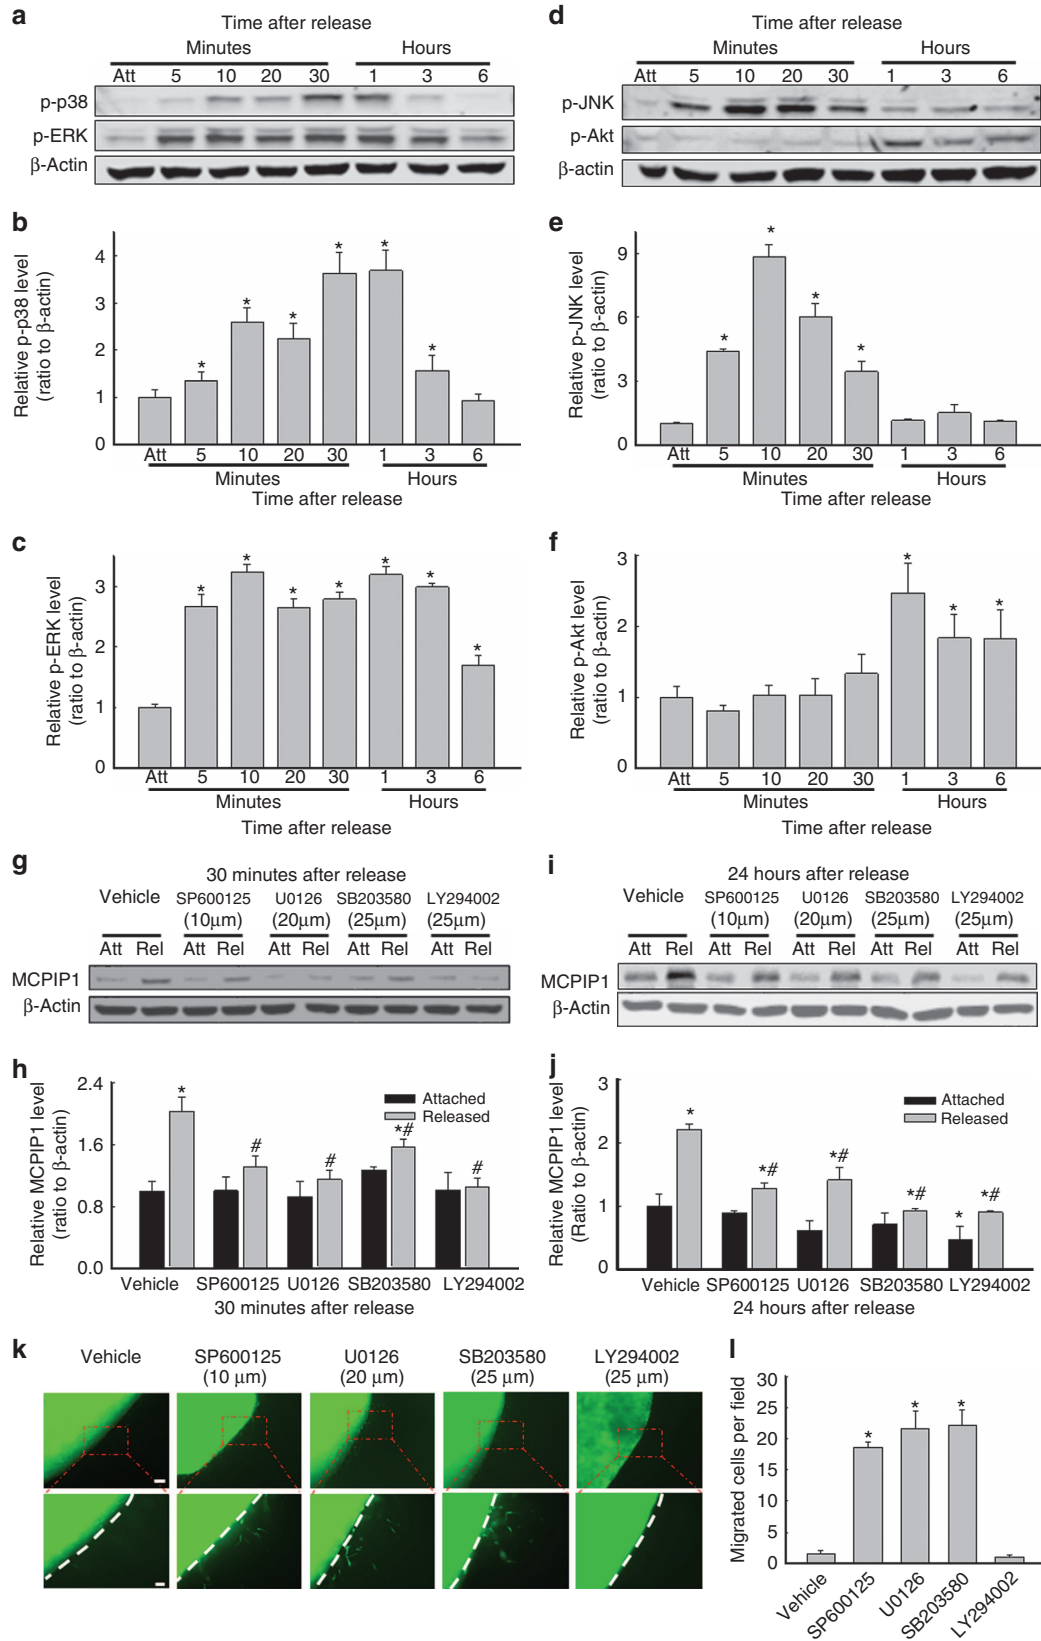 a
Time after release
Minutes Hours
Att 5 10 20 30 1 3 6
p-p38
p-ERK
β-Actin
d
Time after release
Minutes Hours
Att 5 10 20 30 1 3 6
p-JNK
p-Akt
β-actin
b
Relative p-p38 level
(ratio to β-actin)
4
3
2
1
0
* * * * * *
Att 5 10 20 30 1 3 6
Minutes Hours
Time after release
e
Relative p-JNK level
(ratio to β-actin)
9
6
3
0
* * * *
Att 5 10 20 30 1 3 6
Minutes Hours
Time after release
c
Relative p-ERK level
(ratio to β-actin)
3
2
1
0
* * * * * * *
Att 5 10 20 30 1 3 6
Minutes Hours
Time after release
f
Relative p-Akt level
(ratio to β-actin)
3
2
1
0
* * *
Att 5 10 20 30 1 3 6
Minutes Hours
Time after release
g
30 minutes after release
Vehicle SP600125 U0126 SB203580 LY294002
(10μm) (20μm) (25μm) (25μm)
Att Rel Att Rel Att Rel Att Rel Att Rel
MCPIP1
β-Actin
i
24 hours after release
Vehicle SP600125 U0126 SB203580 LY294002
(10μm) (20μm) (25μm) (25μm)
Att Rel Att Rel Att Rel Att Rel Att Rel
MCPIP1
β-Actin
h
Relative MCPIP1 level
(ratio to β-actin)
2.4
1.6
0.8
0.0
Attached
Released
* # # *# #
Vehicle SP600125 U0126 SB203580 LY294002
30 minutes after release
j
Relative MCPIP1 level
(Ratio to β-actin)
3
2
1
0
Attached
Released
* *# *# *# * *#
Vehicle SP600125 U0126 SB203580 LY294002
24 hours after release
k
Vehicle SP600125 U0126 SB203580 LY294002
(10 μm) (20 μm) (25 μm) (25 μm)
l
Migrated cells per field
30
25
20
15
10
5
0
* * *
Vehicle SP600125 U0126 SB203580 LY294002